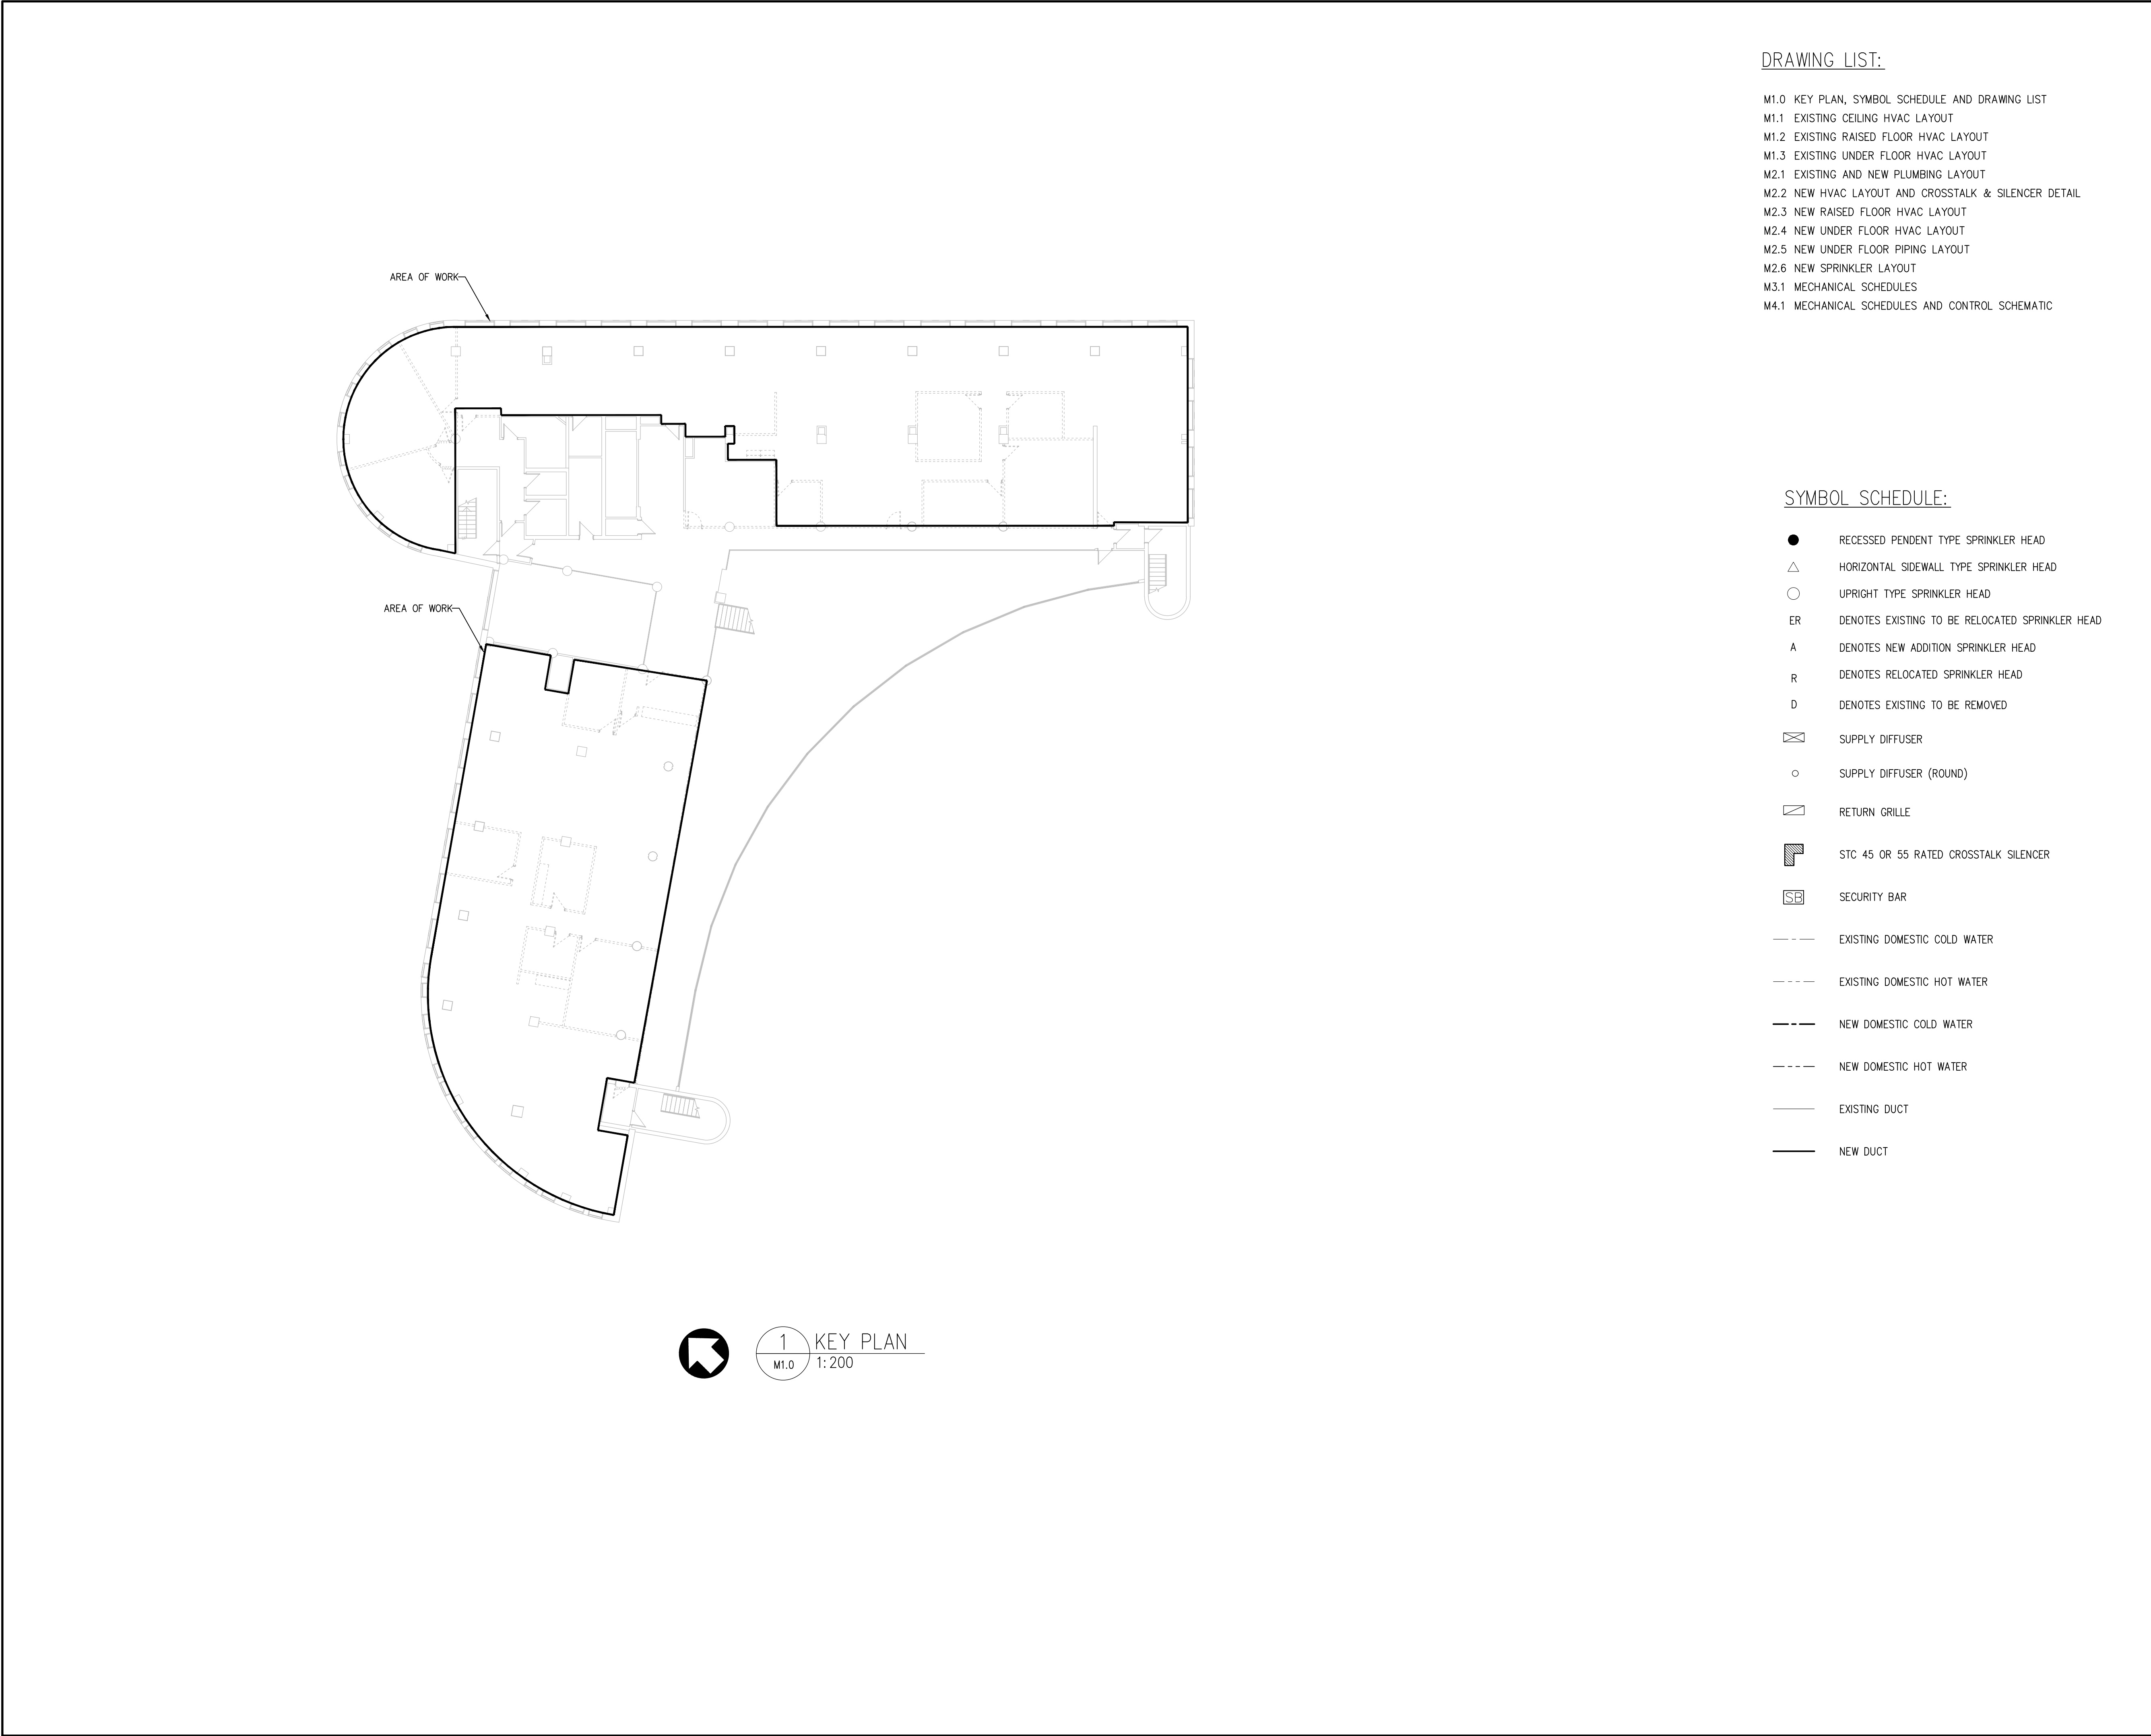 DRAWING LIST:
M1.0 KEY PLAN, SYMBOL SCHEDULE AND DRAWING LIST
M1.1 EXISTING CEILING HVAC LAYOUT
M1.2 EXISTING RAISED FLOOR HVAC LAYOUT
M1.3 EXISTING UNDER FLOOR HVAC LAYOUT
M2.1 EXISTING AND NEW PLUMBING LAYOUT
M2.2 NEW HVAC LAYOUT AND CROSSTALK & SILENCER DETAIL
M2.3 NEW RAISED FLOOR HVAC LAYOUT
M2.4 NEW UNDER FLOOR HVAC LAYOUT
M2.5 NEW UNDER FLOOR PIPING LAYOUT
M2.6 NEW SPRINKLER LAYOUT
M3.1 MECHANICAL SCHEDULES
M4.1 MECHANICAL SCHEDULES AND CONTROL SCHEMATIC
AREA OF WORK
AREA OF WORK
SYMBOL SCHEDULE:
RECESSED PENDENT TYPE SPRINKLER HEAD
HORIZONTAL SIDEWALL TYPE SPRINKLER HEAD
UPRIGHT TYPE SPRINKLER HEAD
ER DENOTES EXISTING TO BE RELOCATED SPRINKLER HEAD
A DENOTES NEW ADDITION SPRINKLER HEAD
R DENOTES RELOCATED SPRINKLER HEAD
D DENOTES EXISTING TO BE REMOVED
SUPPLY DIFFUSER
SUPPLY DIFFUSER (ROUND)
RETURN GRILLE
STC 45 OR 55 RATED CROSSTALK SILENCER
SB SECURITY BAR
EXISTING DOMESTIC COLD WATER
EXISTING DOMESTIC HOT WATER
NEW DOMESTIC COLD WATER
NEW DOMESTIC HOT WATER
EXISTING DUCT
NEW DUCT
1 KEY PLAN
M1.0 1:200